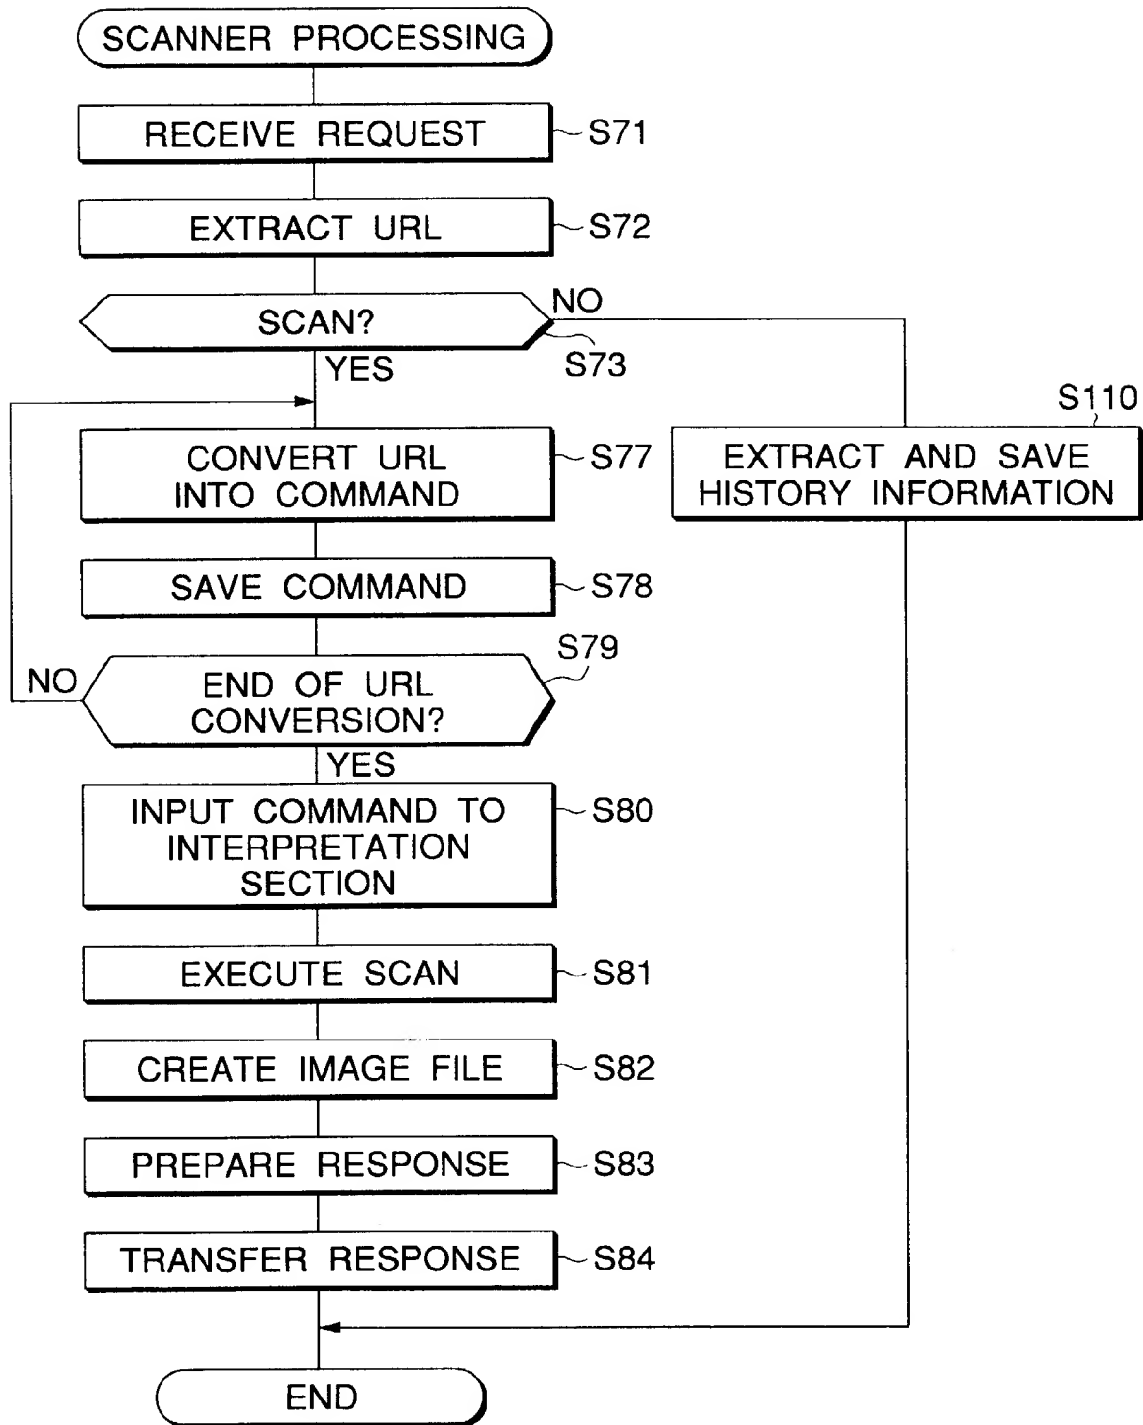 SCANNER PROCESSING
RECEIVE REQUEST
S71
EXTRACT URL
S72
SCAN?
NO
S73
YES
CONVERT URL
INTO COMMAND
S77
S110
EXTRACT AND SAVE
HISTORY INFORMATION
SAVE COMMAND
S78
S79
NO
END OF URL
CONVERSION?
YES
INPUT COMMAND TO
INTERPRETATION
SECTION
S80
EXECUTE SCAN
S81
CREATE IMAGE FILE
S82
PREPARE RESPONSE
S83
TRANSFER RESPONSE
S84
END